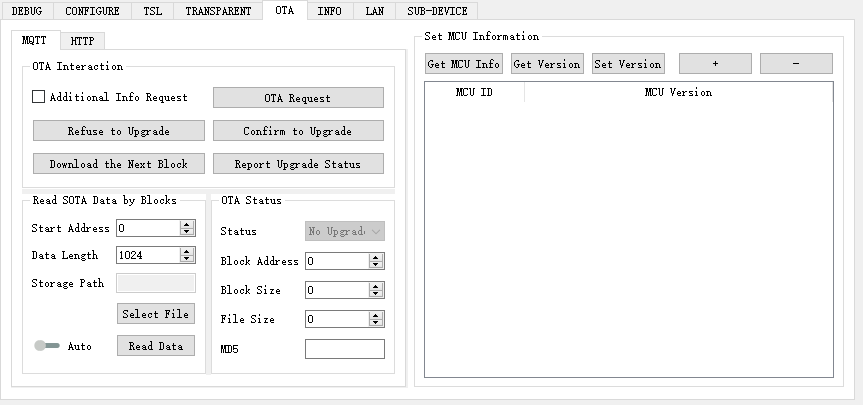 DEBUG CONFIGURE TSL TRANSPARENT OTA INFO LAN SUB-DEVICE
MQTT HTTP
OTA Interaction
Additional Info Request OTA Request
Refuse to Upgrade Confirm to Upgrade
Download the Next Block Report Upgrade Status
Read SOTA Data by Blocks
Start Address 0
Data Length 1024
Storage Path
Select File
Auto Read Data
OTA Status
Status No Upgrad
Block Address 0
Block Size 0
File Size 0
MD5
Set MCU Information
Get MCU Info Get Version Set Version + -
MCU ID MCU Version